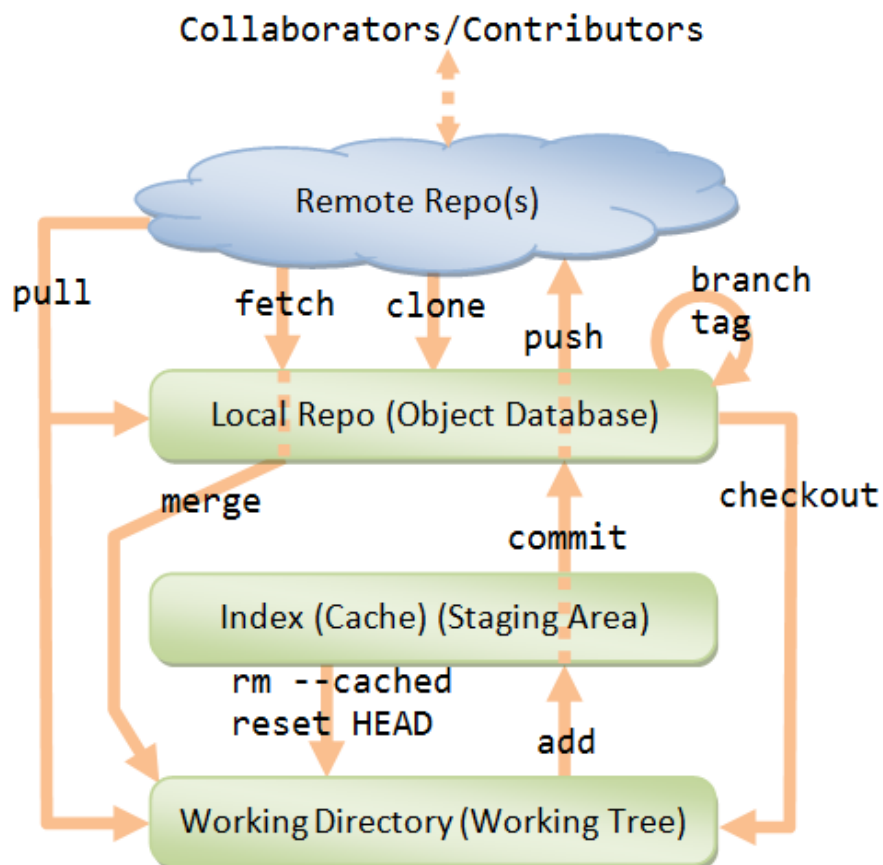 Collaborators/Contributors
Remote Repo(s)
pull
fetch
clone
push
branch
tag
Local Repo (Object Database)
merge
checkout
commit
Index (Cache) (Staging Area)
rm --cached
reset HEAD
add
Working Directory (Working Tree)